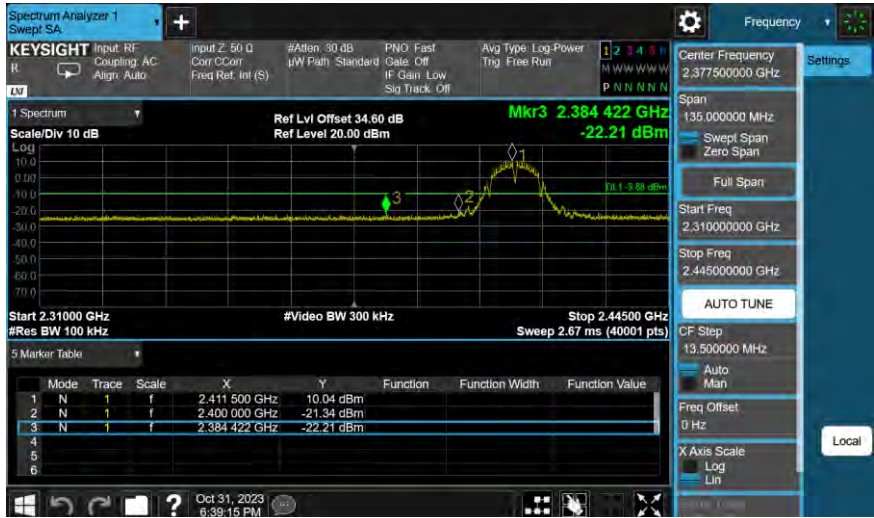 Spectrum Analyzer 1
Swept SA
+
Frequency
KEYSIGHT
R
LXI
Input: RF
Coupling: AC
Align: Auto
Input Z: 50 Ω
Corr CCorr
Freq Ref: Int (S)
#Atten: 30 dB
µW Path: Standard
PNO: Fast
Gate: Off
IF Gain: Low
Sig Track: Off
Avg Type: Log-Power
Trig: Free Run
1 2 3 4 5 6
M W W W W W
P N N N N N
Center Frequency
2.377500000 GHz
Settings
1 Spectrum
Scale/Div 10 dB
Ref Lvl Offset 34.60 dB
Ref Level 20.00 dBm
Mkr3 2.384 422 GHz
-22.21 dBm
Span
135.000000 MHz
Swept Span
Zero Span
Log
10.0
0.00
-10.0
-20.0
-30.0
-40.0
-50.0
-60.0
-70.0
1
2
3
DL1 -9.88 dBm
Full Span
Start Freq
2.310000000 GHz
Stop Freq
2.445000000 GHz
AUTO TUNE
Start 2.31000 GHz
#Res BW 100 kHz
#Video BW 300 kHz
Stop 2.44500 GHz
Sweep 2.67 ms (40001 pts)
CF Step
13.500000 MHz
Auto
Man
5 Marker Table
Mode Trace Scale X Y Function Function Width Function Value
1 N 1 f 2.411 500 GHz 10.04 dBm
2 N 1 f 2.400 000 GHz -21.34 dBm
3 N 1 f 2.384 422 GHz -22.21 dBm
4
5
6
Freq Offset
0 Hz
X Axis Scale
Log
Lin
Local
?
Oct 31, 2023
6:39:15 PM